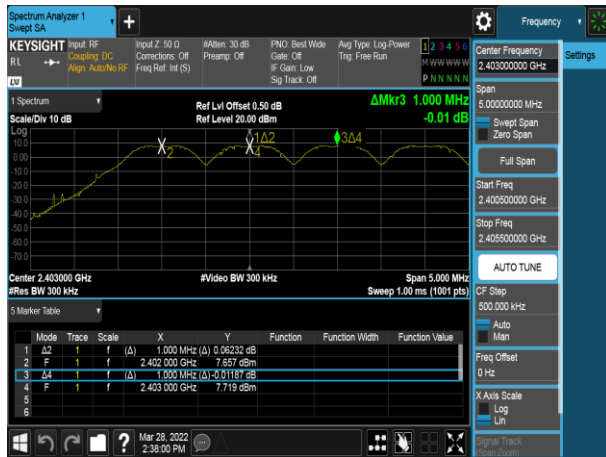 Spectrum Analyzer 1
Swept SA
+
Frequency
KEYSIGHT
RL
LXI
Input: RF
Coupling: DC
Align: Auto/No RF
Input Z: 50 Ω
Corrections: Off
Freq Ref: Int (S)
#Atten: 30 dB
Preamp: Off
PNO: Best Wide
Gate: Off
IF Gain: Low
Sig Track: Off
Avg Type: Log-Power
Trig: Free Run
1 2 3 4 5 6
M W W W W W
P N N N N N
1 Spectrum
Scale/Div 10 dB
Log
Ref Lvl Offset 0.50 dB
Ref Level 20.00 dBm
ΔMkr3 1.000 MHz
-0.01 dB
10.0
0.00
-10.0
-20.0
-30.0
-40.0
-50.0
-60.0
-70.0
2
1Δ2
4
3Δ4
Center 2.403000 GHz
#Res BW 300 kHz
#Video BW 300 kHz
Span 5.000 MHz
Sweep 1.00 ms (1001 pts)
5 Marker Table
Mode Trace Scale X Y Function Function Width Function Value
1 Δ2 1 f (Δ) 1.000 MHz (Δ) 0.06232 dB
2 F 1 f 2.402 000 GHz 7.657 dBm
3 Δ4 1 f (Δ) 1.000 MHz (Δ) -0.01187 dB
4 F 1 f 2.403 000 GHz 7.719 dBm
5
6
?
Mar 28, 2022
2:38:00 PM
Center Frequency
2.403000000 GHz
Span
5.00000000 MHz
Swept Span
Zero Span
Full Span
Start Freq
2.400500000 GHz
Stop Freq
2.405500000 GHz
AUTO TUNE
CF Step
500.000 kHz
Auto
Man
Freq Offset
0 Hz
X Axis Scale
Log
Lin
Signal Track
(Span Zoom)
Settings